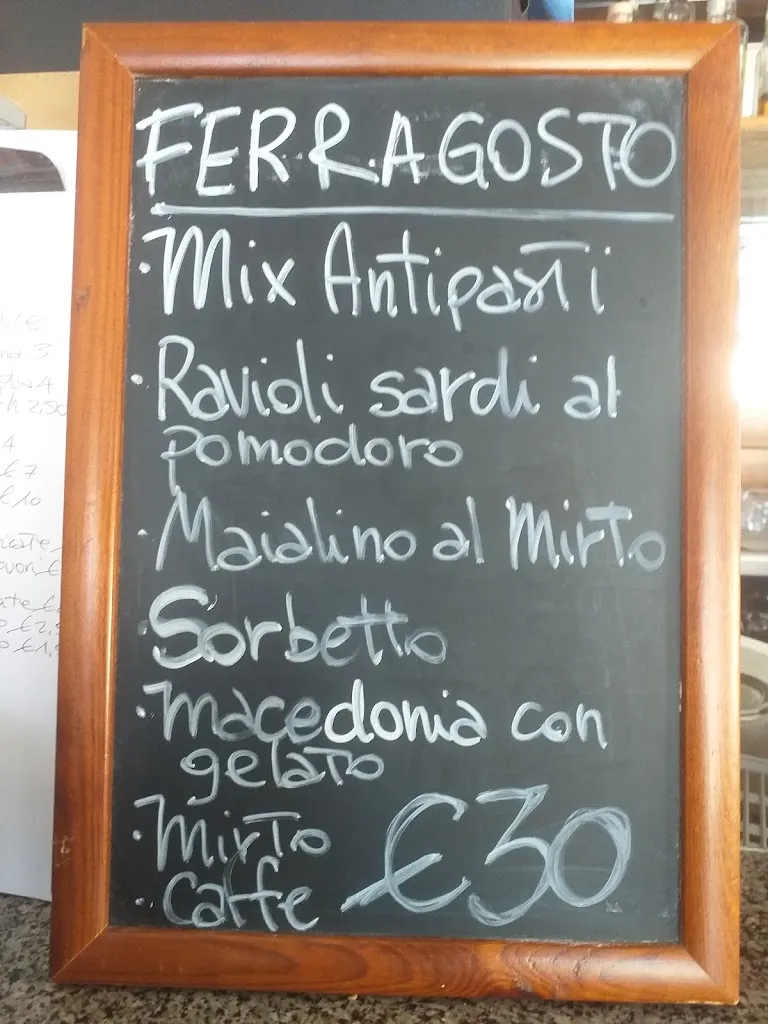 FERRAGOSTO
• Mix Antipasti
• Ravioli sardi al
pomodoro
• Maialino al Mirto
• Sorbetto
• Macedonia con
gelato
• Mirto
• Caffe €30